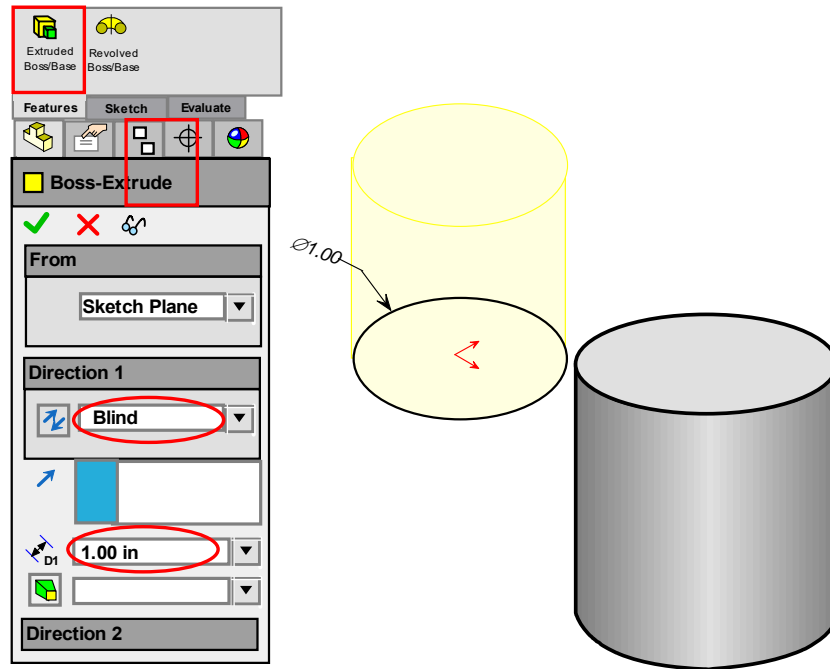 Extruded
Boss/Base
Revolved
Boss/Base
Features Sketch Evaluate
Boss-Extrude
From
Sketch Plane
Direction 1
Blind
D1
1.00 in
Direction 2
∅1.00